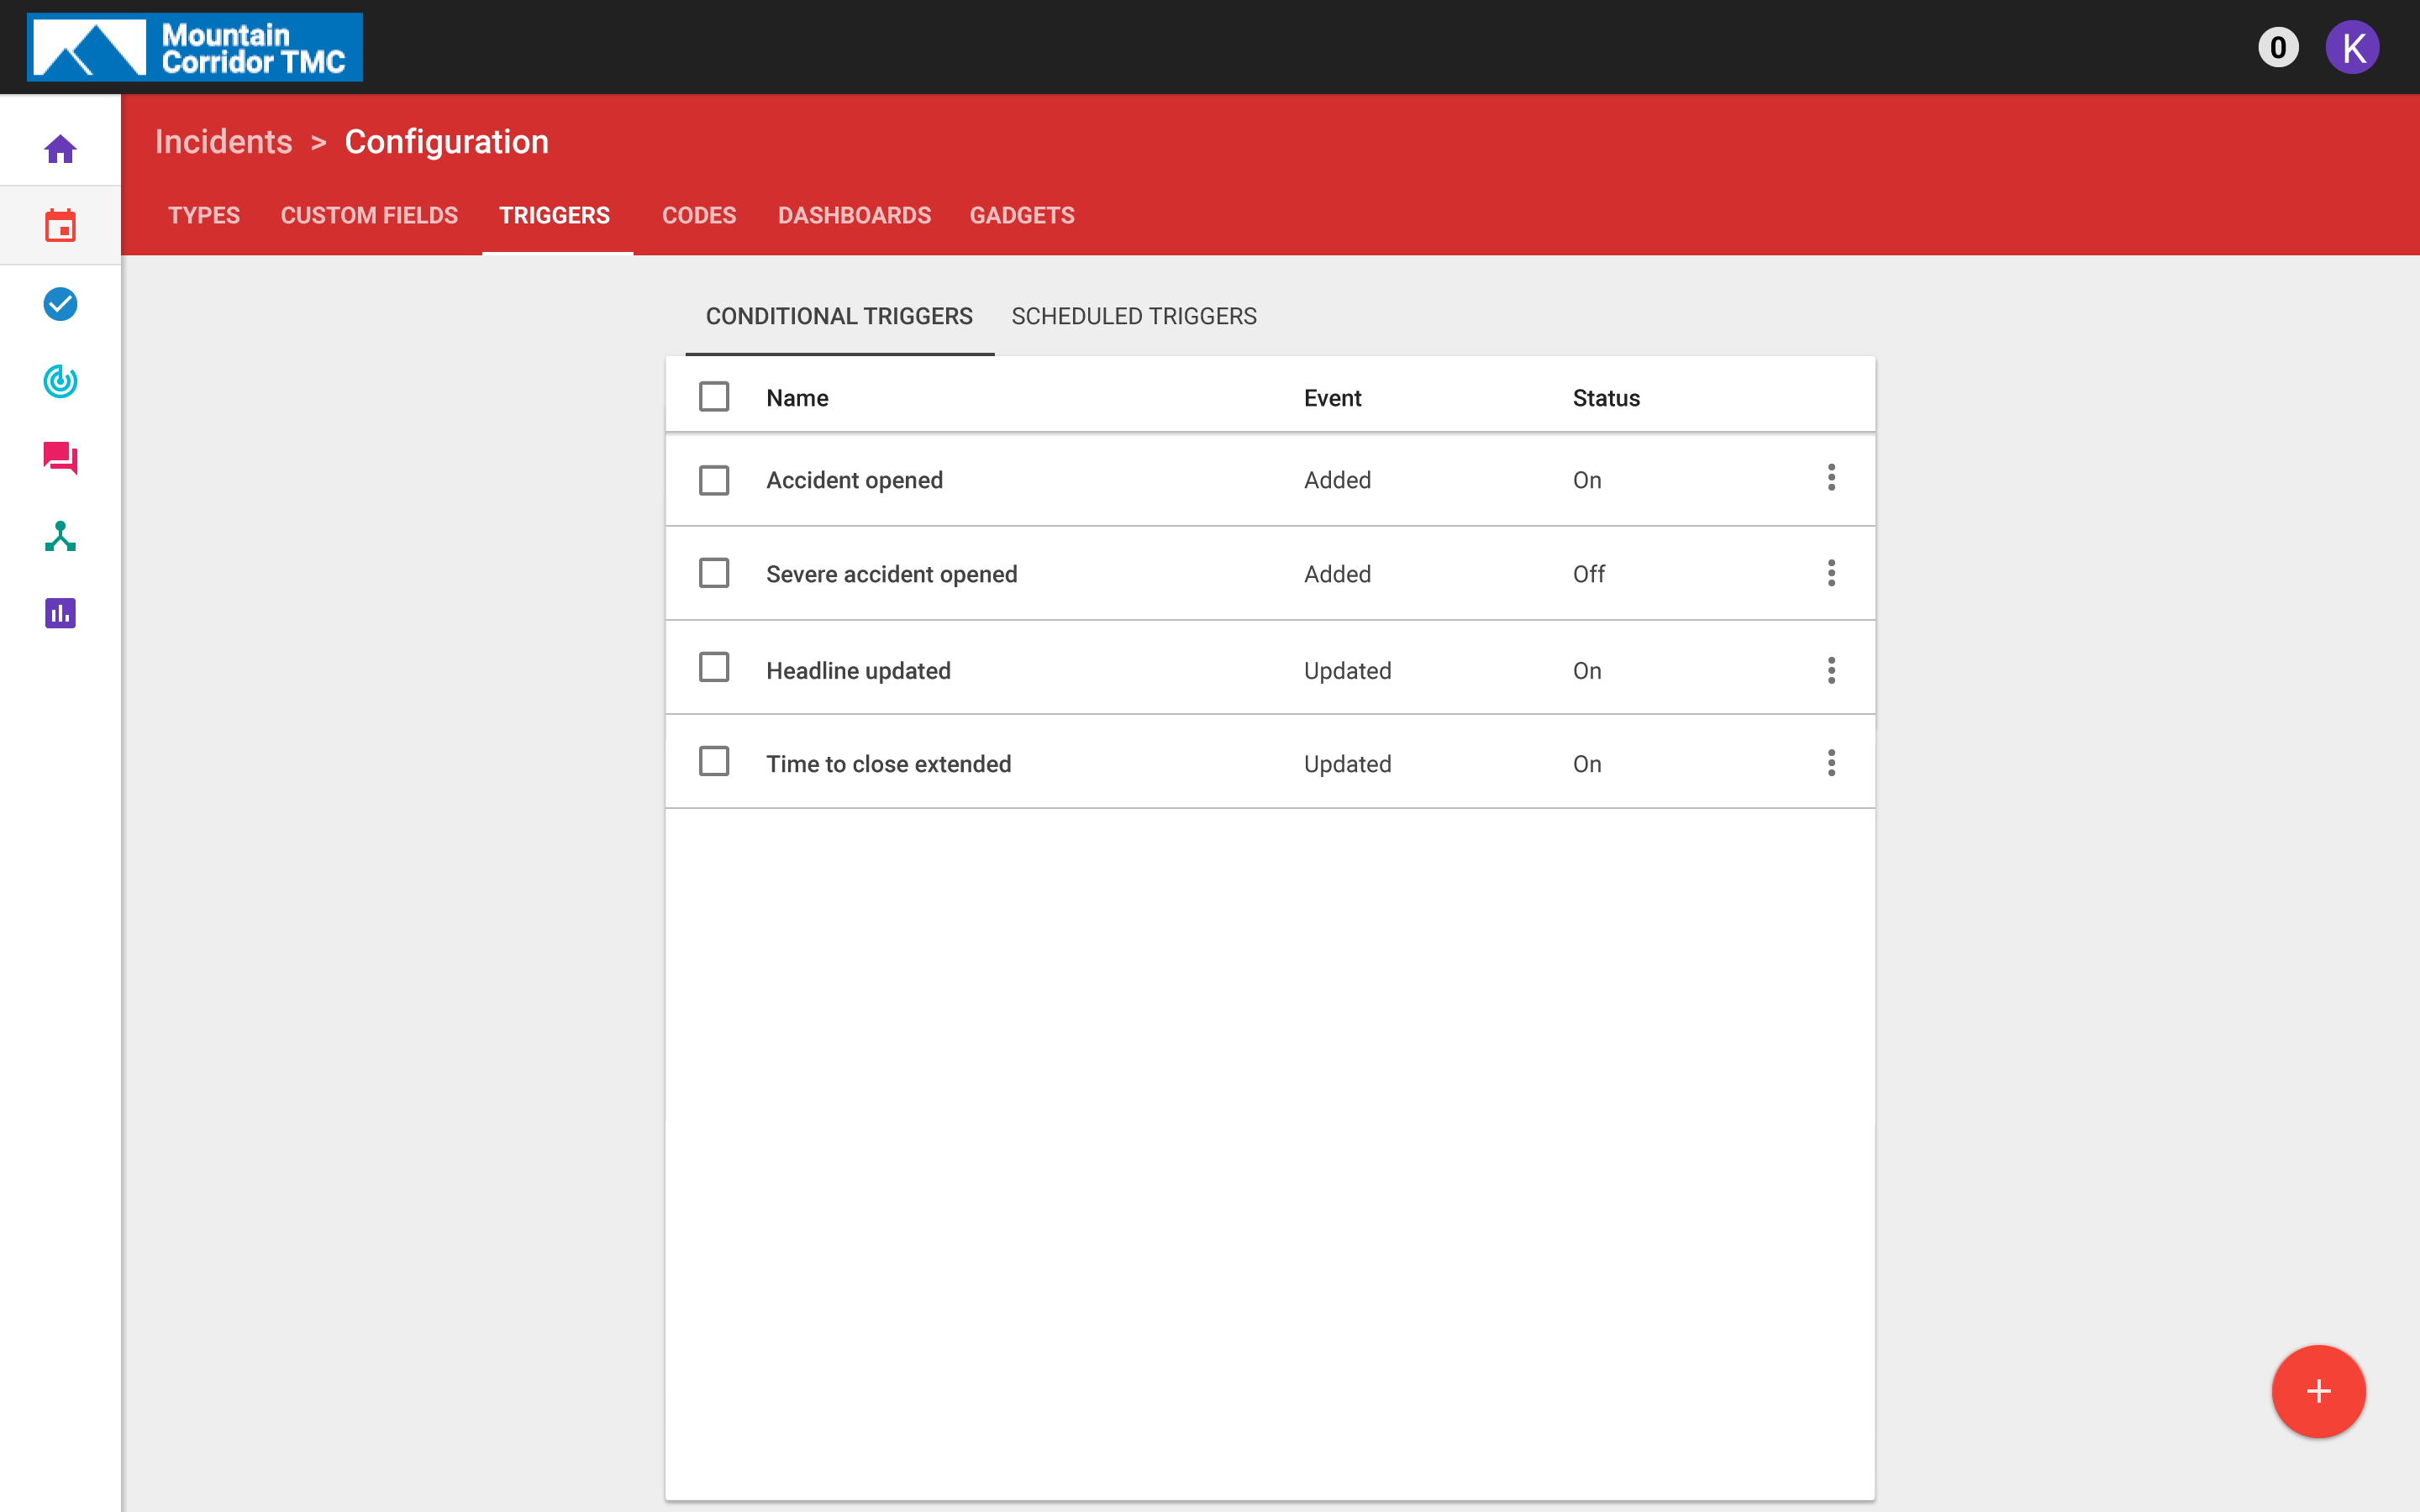 Mountain
Corridor TMC
0
K
Incidents > Configuration
TYPES CUSTOM FIELDS TRIGGERS CODES DASHBOARDS GADGETS
CONDITIONAL TRIGGERS SCHEDULED TRIGGERS
Name Event Status
Accident opened Added On
Severe accident opened Added Off
Headline updated Updated On
Time to close extended Updated On
+